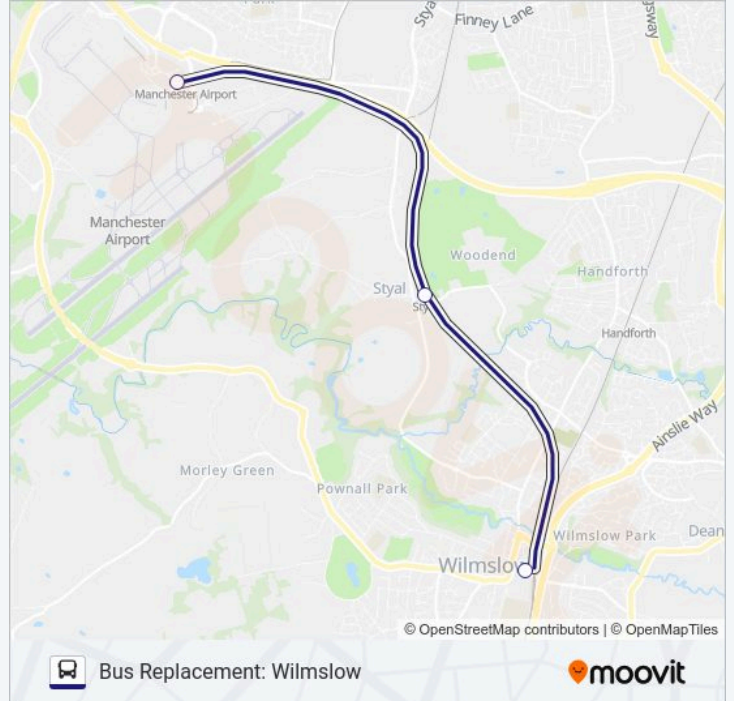 Finney Lane
Manchester Airport
Manchester
Airport
Woodend
Handforth
Styal
Handforth
Ainslie Way
Morley Green
Pownall Park
Wilmslow Park
Dean
Wilmslow
© OpenStreetMap contributors | © OpenMapTiles
Bus Replacement: Wilmslow
moovit